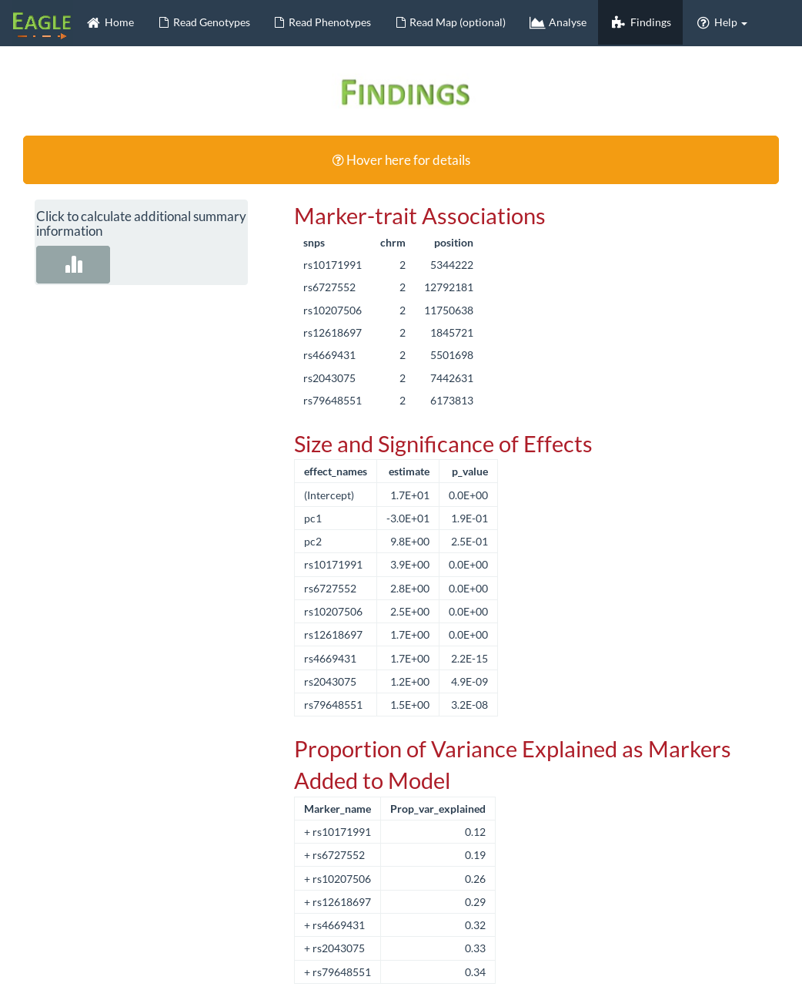 EAGLE Home Read Genotypes Read Phenotypes Read Map (optional) Analyse Findings Help
FINDINGS
Hover here for details
Click to calculate additional summary
information
Marker-trait Associations
snps chrm position
rs10171991 2 5344222
rs6727552 2 12792181
rs10207506 2 11750638
rs12618697 2 1845721
rs4669431 2 5501698
rs2043075 2 7442631
rs79648551 2 6173813
Size and Significance of Effects
effect_names estimate p_value
(Intercept) 1.7E+01 0.0E+00
pc1 -3.0E+01 1.9E-01
pc2 9.8E+00 2.5E-01
rs10171991 3.9E+00 0.0E+00
rs6727552 2.8E+00 0.0E+00
rs10207506 2.5E+00 0.0E+00
rs12618697 1.7E+00 0.0E+00
rs4669431 1.7E+00 2.2E-15
rs2043075 1.2E+00 4.9E-09
rs79648551 1.5E+00 3.2E-08
Proportion of Variance Explained as Markers
Added to Model
Marker_name Prop_var_explained
+ rs10171991 0.12
+ rs6727552 0.19
+ rs10207506 0.26
+ rs12618697 0.29
+ rs4669431 0.32
+ rs2043075 0.33
+ rs79648551 0.34